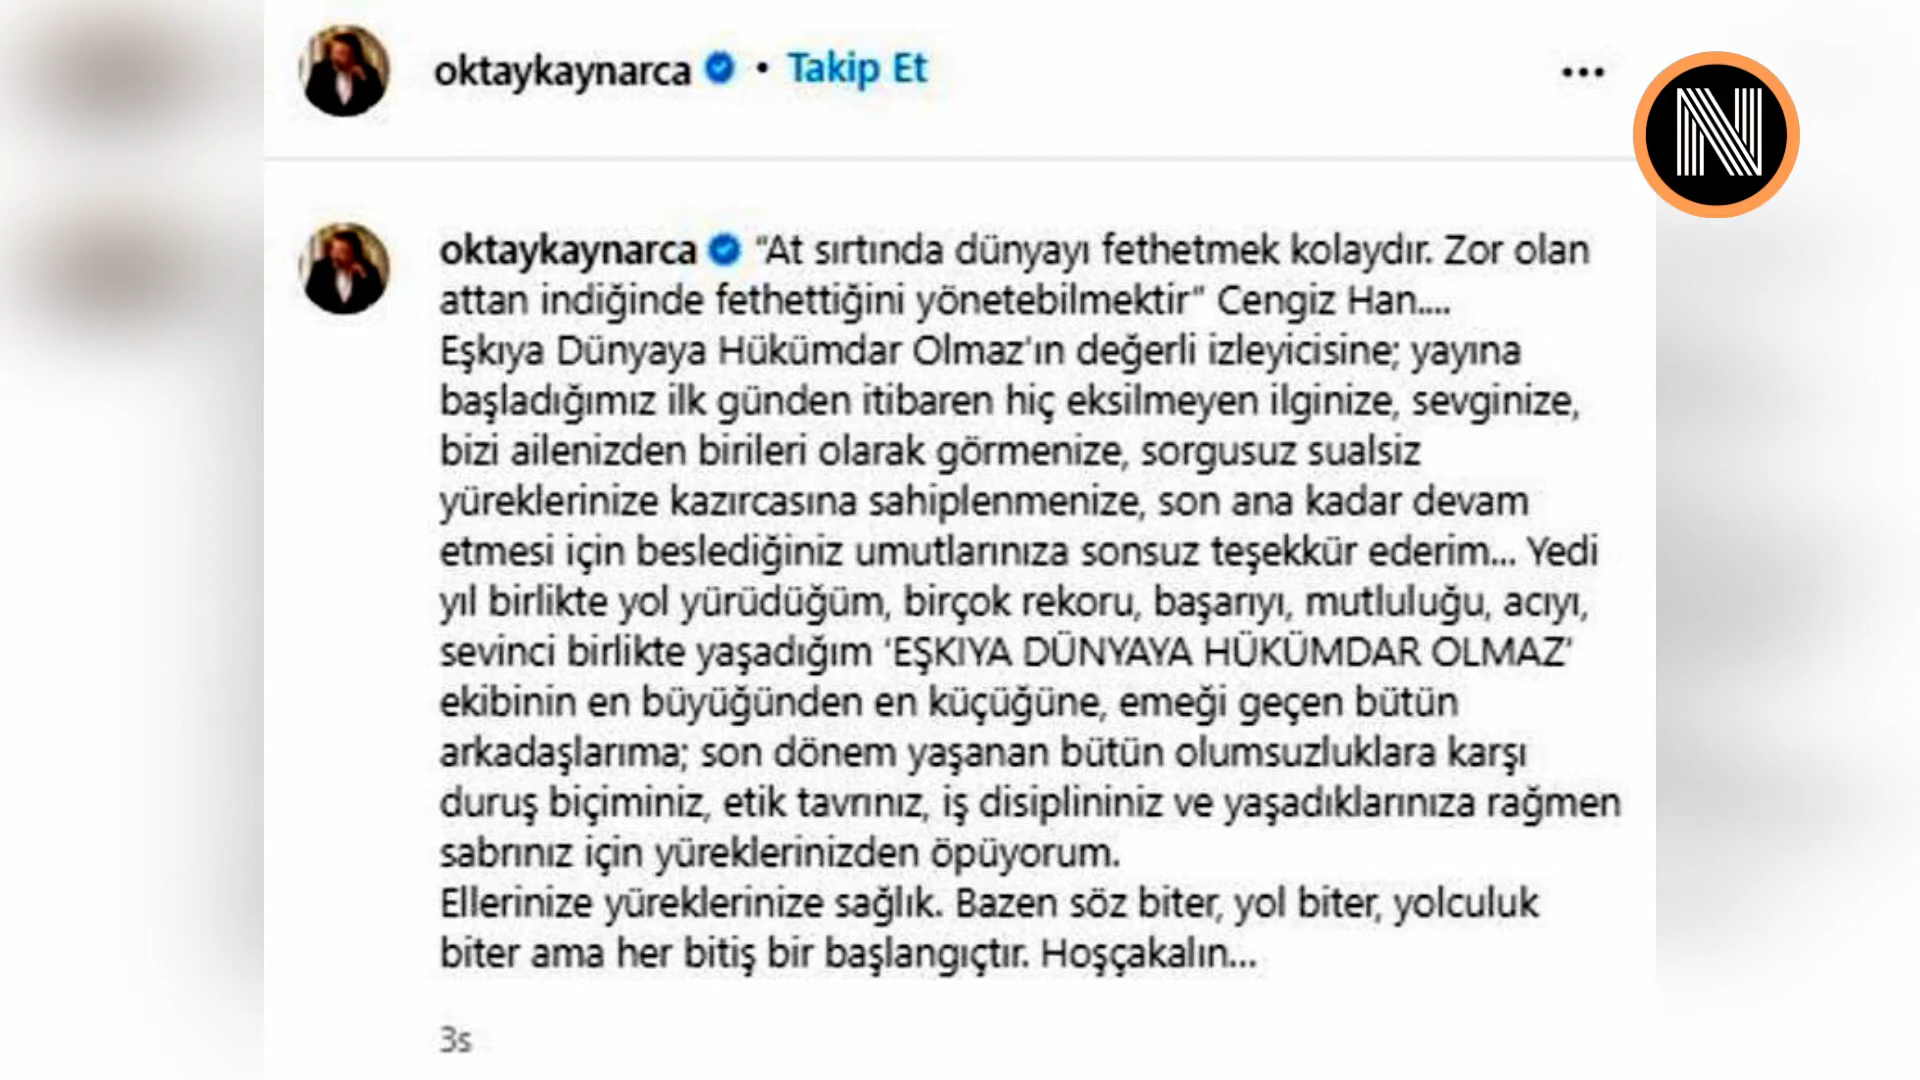 oktaykaynarca • Takip Et
N
oktaykaynarca "At sırtında dünyayı fethetmek kolaydır. Zor olan
attan indiğinde fethettiğini yönetebilmektir" Cengiz Han....
Eşkıya Dünyaya Hükümdar Olmaz'ın değerli izleyicisine; yayına
başladığımız ilk günden itibaren hiç eksilmeyen ilginize, sevginize,
bizi ailenizden birileri olarak görmenize, sorgusuz sualsiz
yüreklerinize kazırcasına sahiplenmenize, son ana kadar devam
etmesi için beslediğiniz umutlarınıza sonsuz teşekkür ederim... Yedi
yıl birlikte yol yürüdüğüm, birçok rekoru, başarıyı, mutluluğu, acıyı,
sevinci birlikte yaşadığım 'EŞKIYA DÜNYAYA HÜKÜMDAR OLMAZ'
ekibinin en büyüğünden en küçüğüne, emeği geçen bütün
arkadaşlarıma; son dönem yaşanan bütün olumsuzluklara karşı
duruş biçiminiz, etik tavrınız, iş disiplininiz ve yaşadıklarınıza rağmen
sabrınız için yüreklerinizden öpüyorum.
Ellerinize yüreklerinize sağlık. Bazen söz biter, yol biter, yolculuk
biter ama her bitiş bir başlangıçtır. Hoşçakalın...
3s